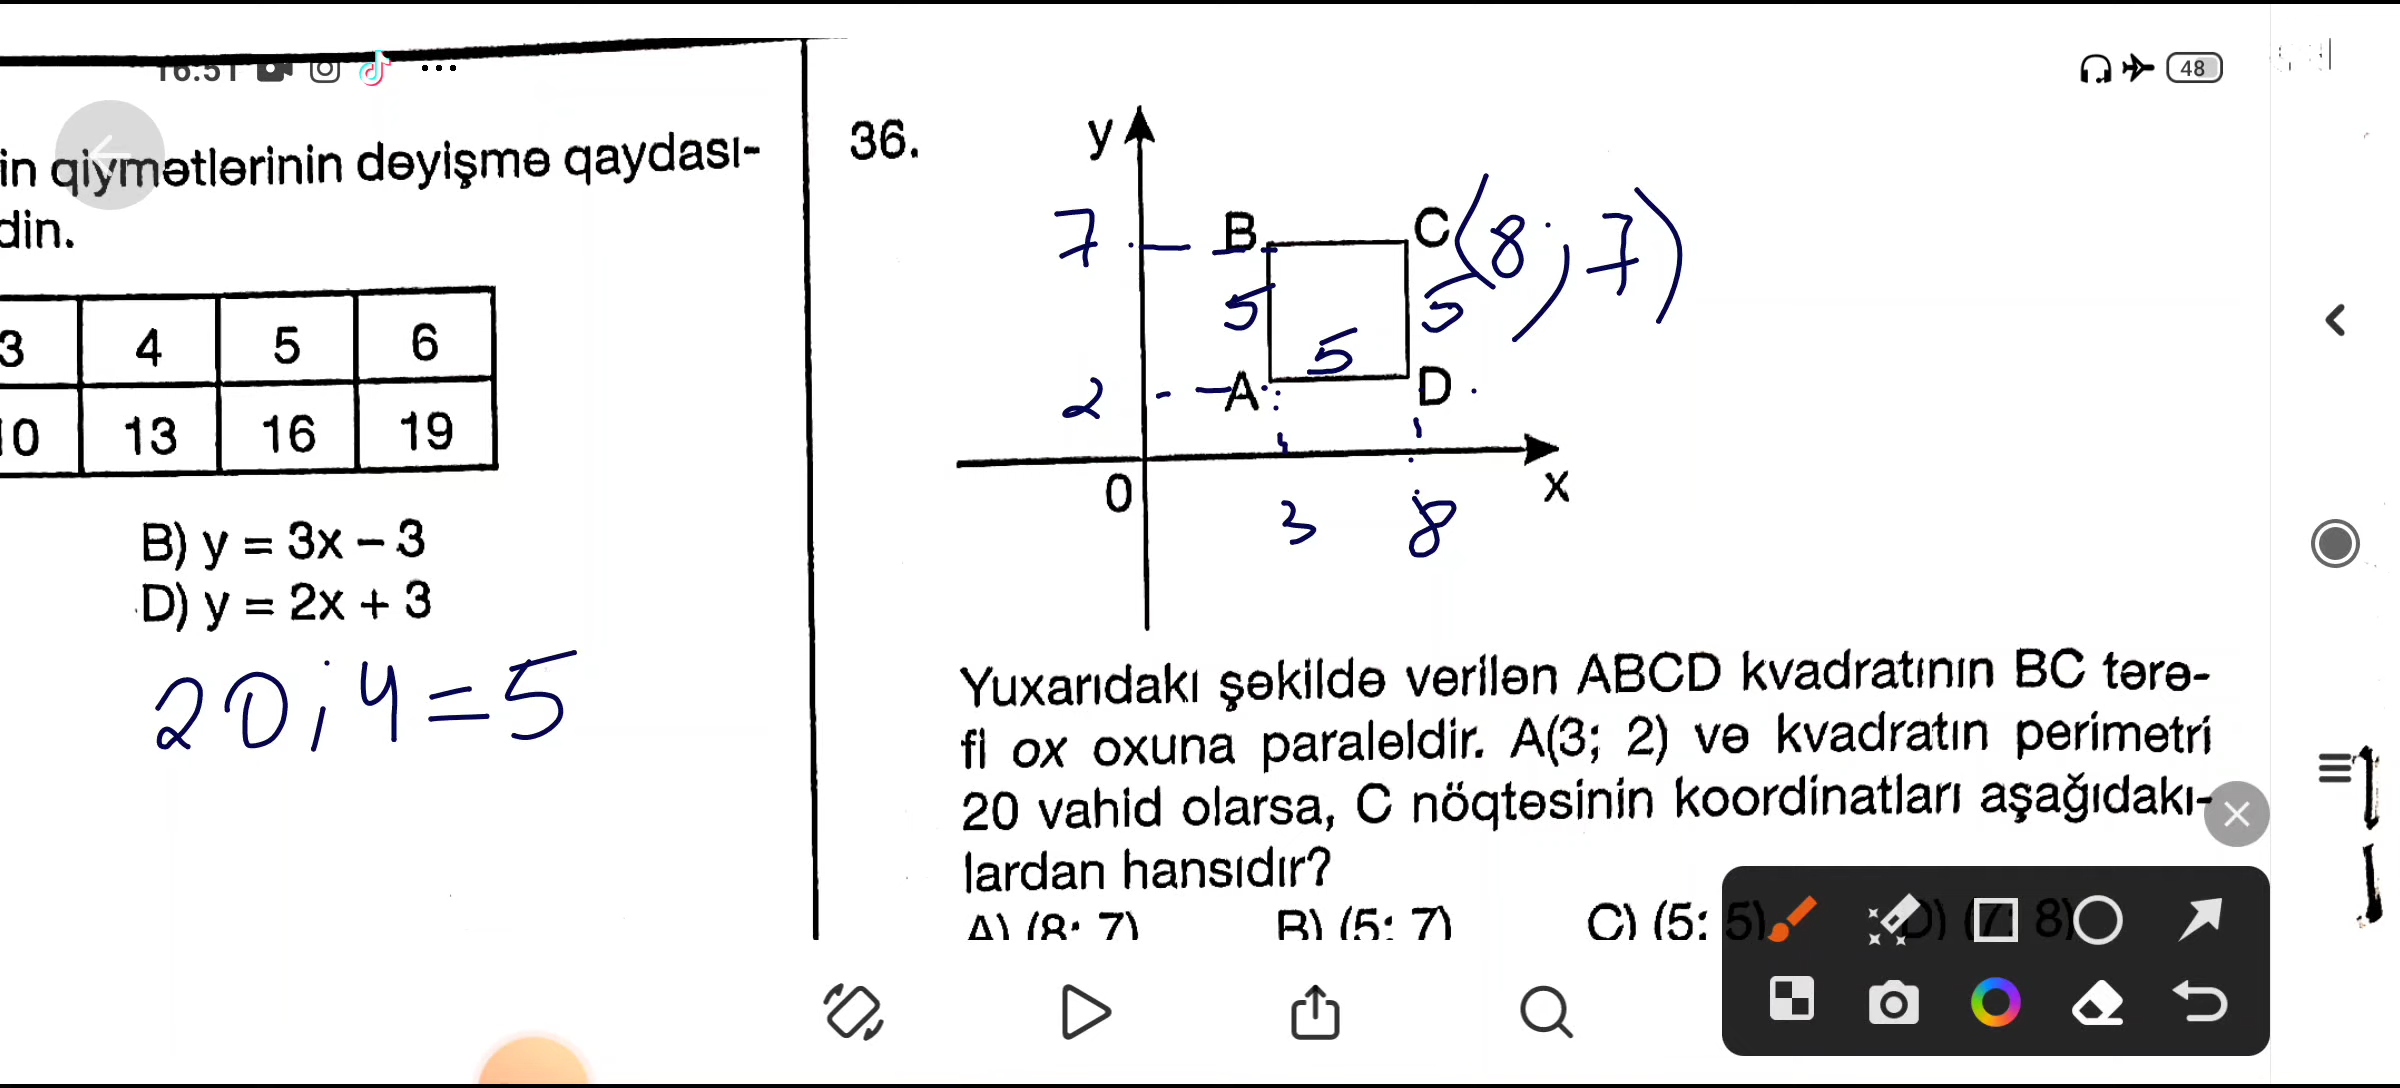 48
in qiymətlərinin dəyişmə qaydası-
din.
3 4 5 6
10 13 16 19
B) y = 3x – 3
D) y = 2x + 3
20 : 4 = 5
36.
y
7 B C (8 ; 7)
5 5
5
2 A D
0 3 8 x
Yuxarıdakı şəkildə verilən ABCD kvadratının BC tərə-
fi ox oxuna paraleldir. A(3; 2) və kvadratın perimetri
20 vahid olarsa, C nöqtəsinin koordinatları aşağıdakı-
lardan hansıdır?
A) (8; 7) B) (5; 7) C) (5; 5) D) (7; 8)